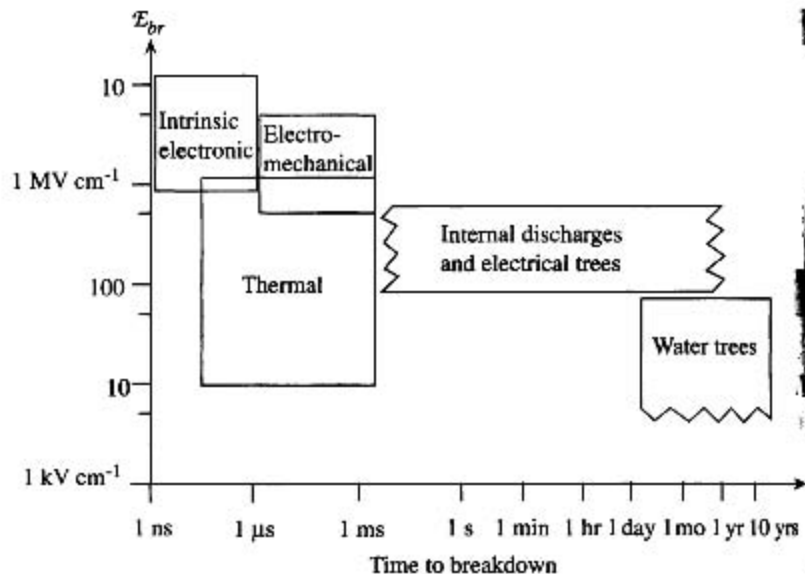 ℰbr
10
Intrinsic
electronic
Electro-
mechanical
1 MV cm⁻¹
Internal discharges
and electrical trees
Thermal
100
Water trees
10
1 kV cm⁻¹
1 ns 1 μs 1 ms 1 s 1 min 1 hr 1 day 1 mo 1 yr 10 yrs
Time to breakdown